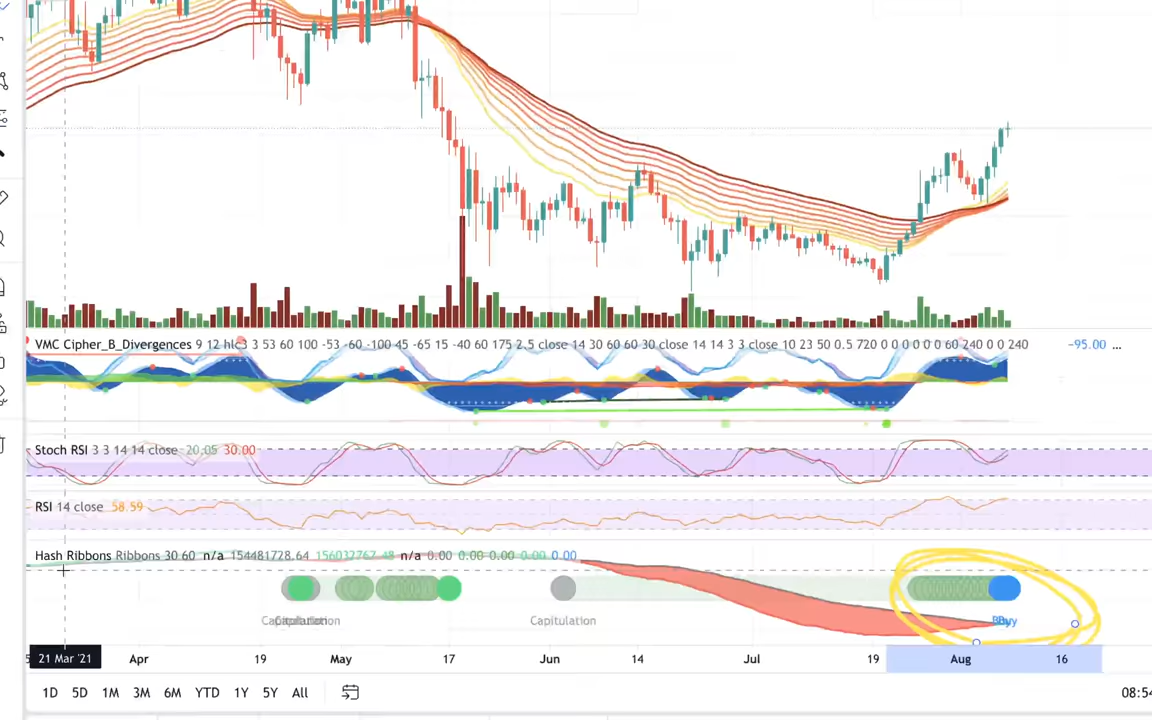 VMC Cipher_B_Divergences 9 12 hlc3 3 53 60 100 -53 -60 -100 45 65 15 -40 60 175 2.5 close 14 30 60 60 30 60 close 14 14 3 3 close 10 23 50 0.5 720 0 0 0 0 0 60 240 0 0 240 -95.00 ...
Stoch RSI 3 3 14 14 close 20.05 30.00
RSI 14 close 58.59
Hash Ribbons Ribbons 30 60 n/a 154481728.64 156032767.48 n/a 0.00 0.00 0.00 0.00 0.00
Capitulation Capitulation Buy
21 Mar '21 Apr 19 May 17 Jun 14 Jul 19 Aug 16
1D 5D 1M 3M 6M YTD 1Y 5Y All 08:54